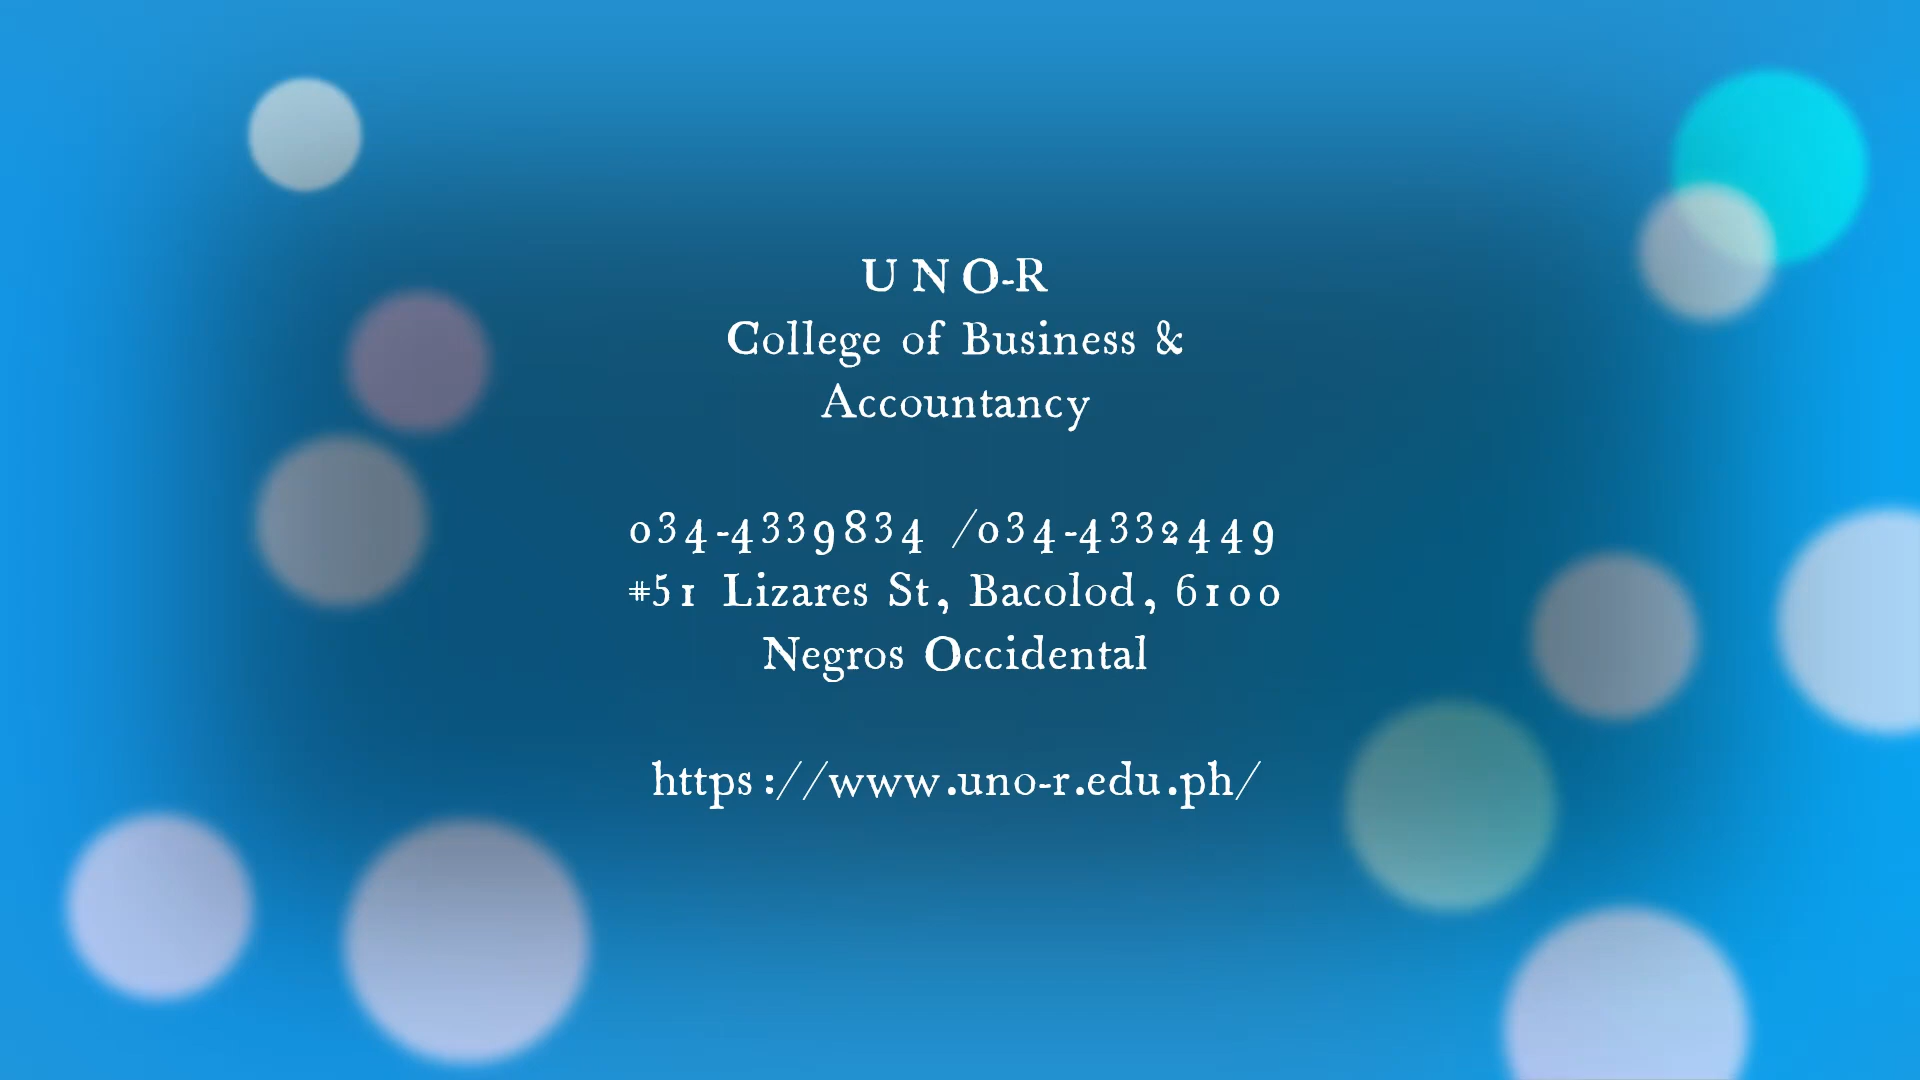 U N O-R
College of Business &
Accountancy
034-4339834 /034-4332449
#51 Lizares St, Bacolod, 6100
Negros Occidental
https://www.uno-r.edu.ph/